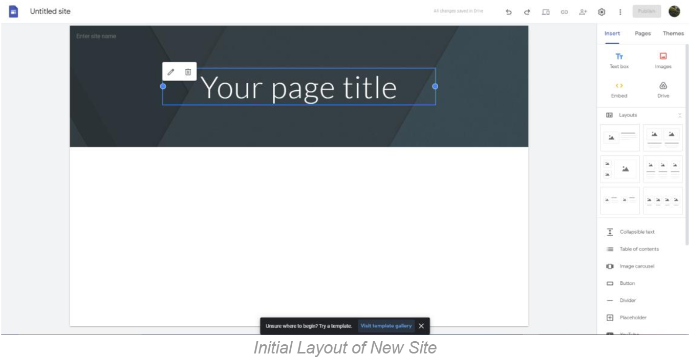 Untitled site
All changes saved in Drive
Publish
Insert Pages Themes
Enter site name
Your page title
Text box Images
Embed Drive
Layouts
Collapsible text
Table of contents
Image carousel
Button
Divider
Placeholder
Unsure where to begin? Try a template. Visit template gallery
Initial Layout of New Site